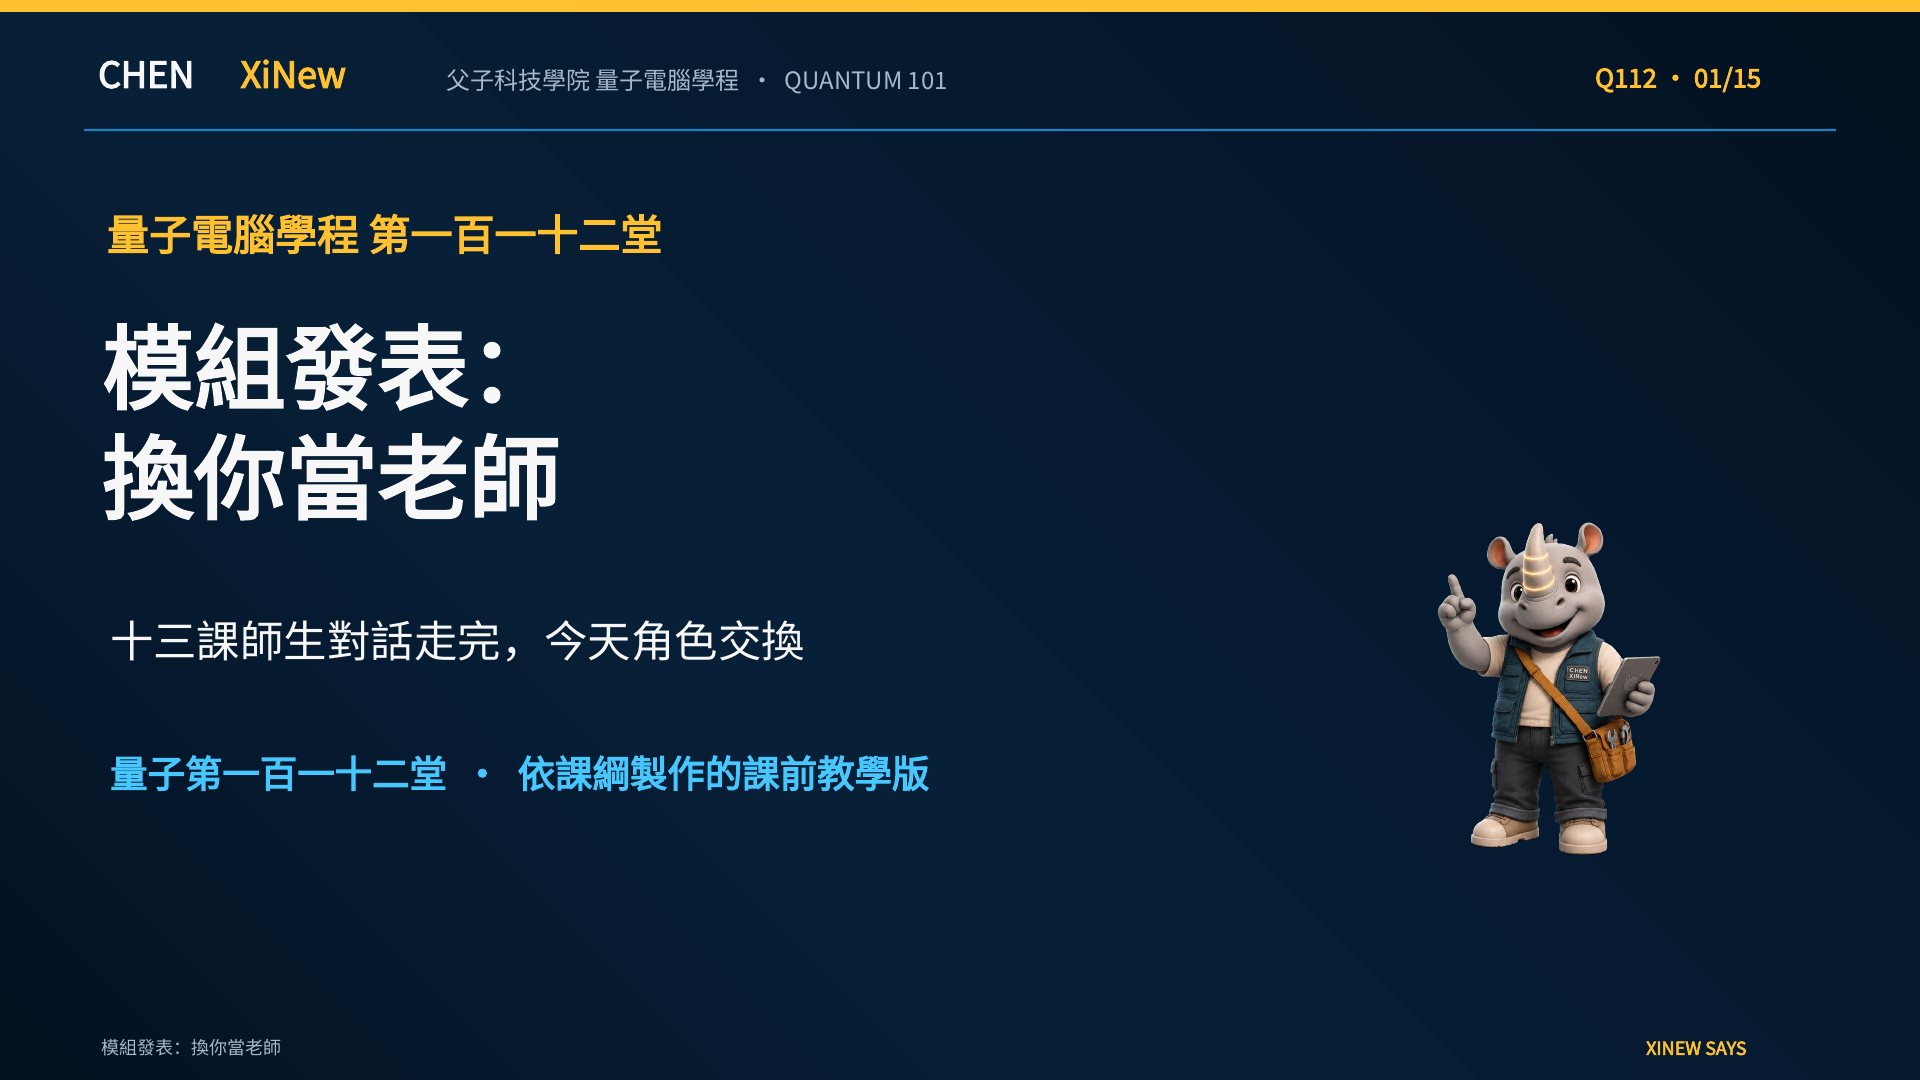 CHEN XiNew 父子科技學院 量子電腦學程 · QUANTUM 101 Q112 · 01/15
量子電腦學程 第一百一十二堂
模組發表：
換你當老師
十三課師生對話走完，今天角色交換
CHEN
XiNew
量子第一百一十二堂 · 依課綱製作的課前教學版
模組發表：換你當老師 XINEW SAYS